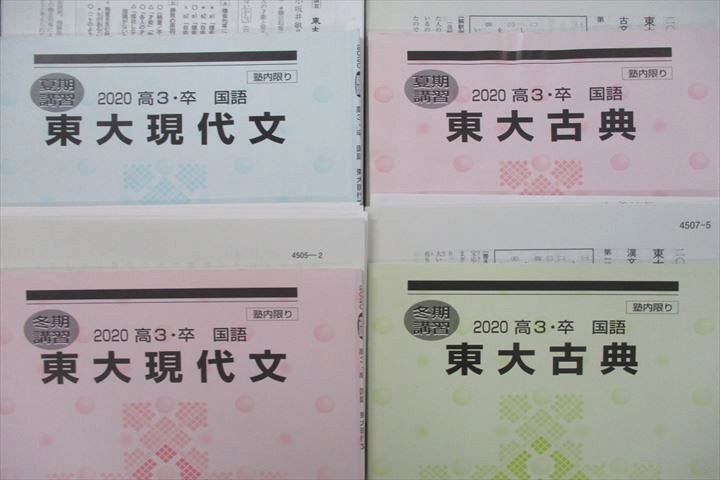 夏期
講習
塾内限り
2020 高3・卒 国語
東大現代文
夏期
講習
塾内限り
2020 高3・卒 国語
東大古典
4505-2
4507-5
冬期
講習
塾内限り
2020 高3・卒 国語
東大現代文
冬期
講習
塾内限り
2020 高3・卒 国語
東大古典